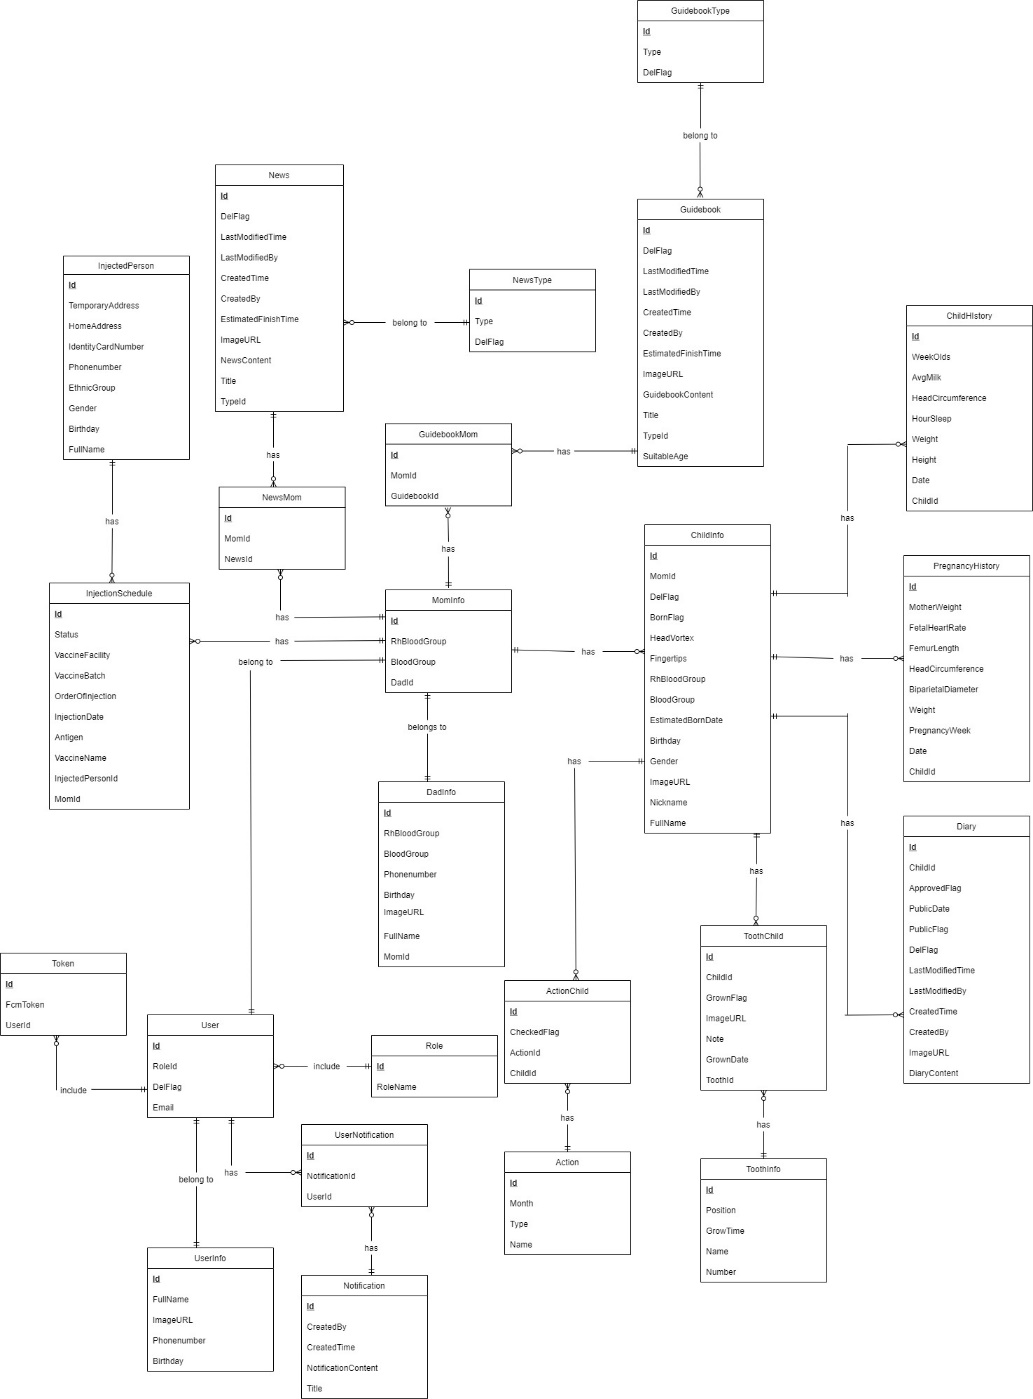 GuidebookType
Id
Type
DelFlag
belong to
News
Id
DelFlag
LastModifiedTime
LastModifiedBy
CreatedTime
CreatedBy
EstimatedFinishTime
ImageURL
NewsContent
Title
TypeId
Guidebook
Id
DelFlag
LastModifiedTime
LastModifiedBy
CreatedTime
CreatedBy
EstimatedFinishTime
ImageURL
GuidebookContent
Title
TypeId
SuitableAge
InjectedPerson
Id
TemporaryAddress
HomeAddress
IdentityCardNumber
Phonenumber
EthnicGroup
Gender
Birthday
FullName
NewsType
Id
Type
DelFlag
belong to
ChildHIstory
Id
WeekOlds
AvgMilk
HeadCircumference
HourSleep
Weight
Height
Date
ChildId
GuidebookMom
Id
MomId
GuidebookId
has
has
NewsMom
Id
MomId
NewsId
has
has
has
ChildInfo
Id
MomId
DelFlag
BornFlag
HeadVortex
Fingertips
RhBloodGroup
BloodGroup
EstimatedBornDate
Birthday
Gender
ImageURL
Nickname
FullName
PregnancyHistory
Id
MotherWeight
FetalHeartRate
FemurLength
HeadCircumference
BiparietalDiameter
Weight
PregnancyWeek
Date
ChildId
InjectionSchedule
Id
Status
VaccineFacility
VaccineBatch
OrderOfInjection
InjectionDate
Antigen
VaccineName
InjectedPersonId
MomId
MomInfo
Id
RhBloodGroup
BloodGroup
DadId
has
has
belong to
has
has
belongs to
has
DadInfo
Id
RhBloodGroup
BloodGroup
Phonenumber
Birthday
ImageURL
FullName
MomId
has
has
Diary
Id
ChildId
ApprovedFlag
PublicDate
PublicFlag
DelFlag
LastModifiedTime
LastModifiedBy
CreatedTime
CreatedBy
ImageURL
DiaryContent
ToothChild
Id
ChildId
GrownFlag
ImageURL
Note
GrownDate
ToothId
Token
Id
FcmToken
UserId
ActionChild
Id
CheckedFlag
ActionId
ChildId
User
Id
RoleId
DelFlag
Email
Role
Id
RoleName
include
include
has
has
UserNotification
Id
NotificationId
UserId
has
belong to
Action
Id
Month
Type
Name
ToothInfo
Id
Position
GrowTime
Name
Number
has
UserInfo
Id
FullName
ImageURL
Phonenumber
Birthday
Notification
Id
CreatedBy
CreatedTime
NotificationContent
Title